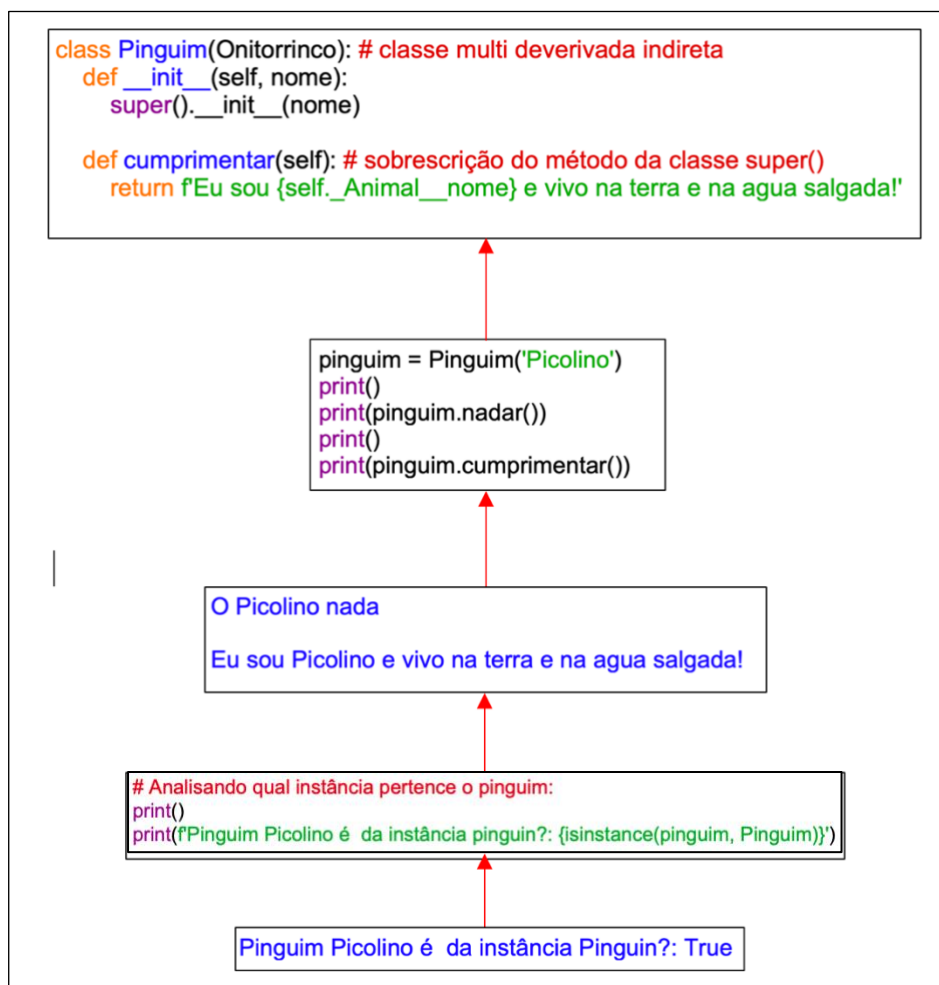 class Pinguim(Onitorrinco): # classe multi deverivada indireta
def __init__(self, nome):
super().__init__(nome)
def cumprimentar(self): # sobrescrição do método da classe super()
return f'Eu sou {self._Animal__nome} e vivo na terra e na agua salgada!'
pinguim = Pinguim('Picolino')
print()
print(pinguim.nadar())
print()
print(pinguim.cumprimentar())
O Picolino nada
Eu sou Picolino e vivo na terra e na agua salgada!
# Analisando qual instância pertence o pinguim:
print()
print(f'Pinguim Picolino é  da instância pinguin?: {isinstance(pinguim, Pinguim)}')
Pinguim Picolino é  da instância Pinguin?: True